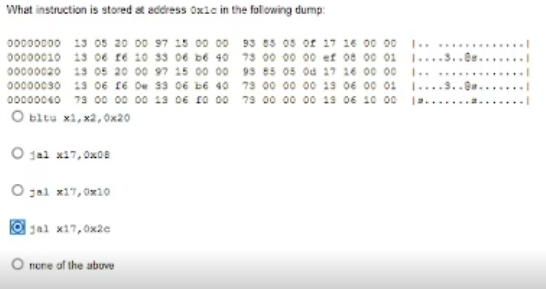 What instruction is stored at address 0x1c in the following dump:
00000000 13 05 20 00 97 15 00 00 93 85 05 0f 17 16 00 00 |.. .............|
00000010 13 06 f6 10 33 06 b6 40 73 00 00 00 ef 08 00 01 |....3..@s.......|
00000020 13 05 20 00 97 15 00 00 93 85 05 0d 17 16 00 00 |.. .............|
00000030 13 06 f6 0e 33 06 b6 40 73 00 00 00 13 06 00 01 |....3..@s.......|
00000040 73 00 00 00 13 06 f0 00 73 00 00 00 13 06 10 00 |s.......s.......|
bltu x1,x2,0x20
jal x17,0x08
jal x17,0x10
jal x17,0x2c
none of the above